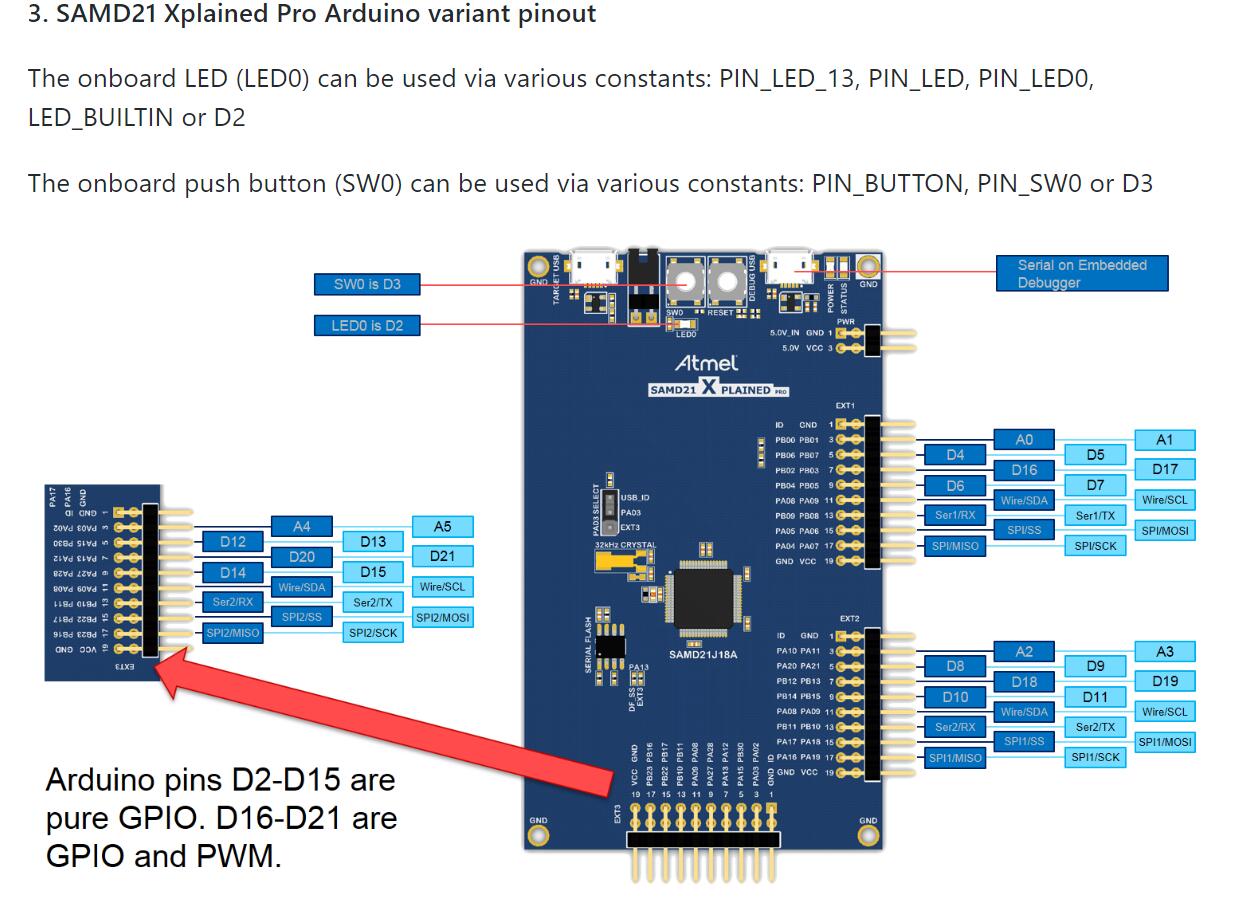 3. SAMD21 Xplained Pro Arduino variant pinout
The onboard LED (LED0) can be used via various constants: PIN_LED_13, PIN_LED, PIN_LED0,
LED_BUILTIN or D2
The onboard push button (SW0) can be used via various constants: PIN_BUTTON, PIN_SW0 or D3
SW0 is D3
LED0 is D2
Serial on Embedded
Debugger
GND
TARGET USB
SW0
RESET
DEBUG USB
POWER
STATUS
GND
LED0
PWR
5.0V_IN GND 1
5.0V VCC 3
Atmel
SAMD21 X PLAINED PRO
EXT1
ID GND 1
PB00 PB01 3
PB06 PB07 5
PB02 PB03 7
PB04 PB05 9
PA08 PA09 11
PB09 PB08 13
PA05 PA06 15
PA04 PA07 17
GND VCC 19
A0 A1
D4 D5
D16 D17
D6 D7
Wire/SDA Wire/SCL
Ser1/RX Ser1/TX
SPI/SS SPI/MOSI
SPI/MISO SPI/SCK
PA03 SELECT
USB_ID
PA03
EXT3
32kHz CRYSTAL
SERIAL FLASH
PA13
DF_SS
EXT3
SAMD21J18A
EXT2
ID GND 1
PA10 PA11 3
PA20 PA21 5
PB12 PB13 7
PB14 PB15 9
PA08 PA09 11
PB11 PB10 13
PA17 PA18 15
PA16 PA19 17
GND VCC 19
A2 A3
D8 D9
D18 D19
D10 D11
Wire/SDA Wire/SCL
Ser2/RX Ser2/TX
SPI1/SS SPI1/MOSI
SPI1/MISO SPI1/SCK
PA17
PA16
GND
ID GND 1
PA02 PA03 3
PB30 PA15 5
PA12 PA13 7
PA28 PA27 9
PA08 PA09 11
PB11 PB10 13
PB17 PB22 15
PB16 PB23 17
GND VCC 19
EXT3
A4 A5
D12 D13
D20 D21
D14 D15
Wire/SDA Wire/SCL
Ser2/RX Ser2/TX
SPI2/SS SPI2/MOSI
SPI2/MISO SPI2/SCK
EXT3
19 VCC GND
17 PB23 PB16
15 PB22 PB17
13 PB10 PB11
11 PA09 PA08
9 PA27 PA28
7 PA13 PA12
5 PA15 PB30
3 PA03 PA02
1 GND ID
GND
GND
Arduino pins D2-D15 are
pure GPIO. D16-D21 are
GPIO and PWM.